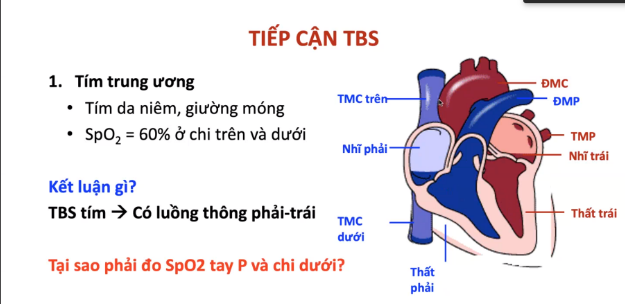 TIẾP CẬN TBS
1. Tím trung ương
• Tím da niêm, giường móng
• SpO₂ = 60% ở chi trên và dưới
Kết luận gì?
TBS tím → Có luồng thông phải-trái
Tại sao phải đo SpO2 tay P và chi dưới?
TMC trên
Nhĩ phải
TMC
dưới
Thất
phải
ĐMC
ĐMP
TMP
Nhĩ trái
Thất trái